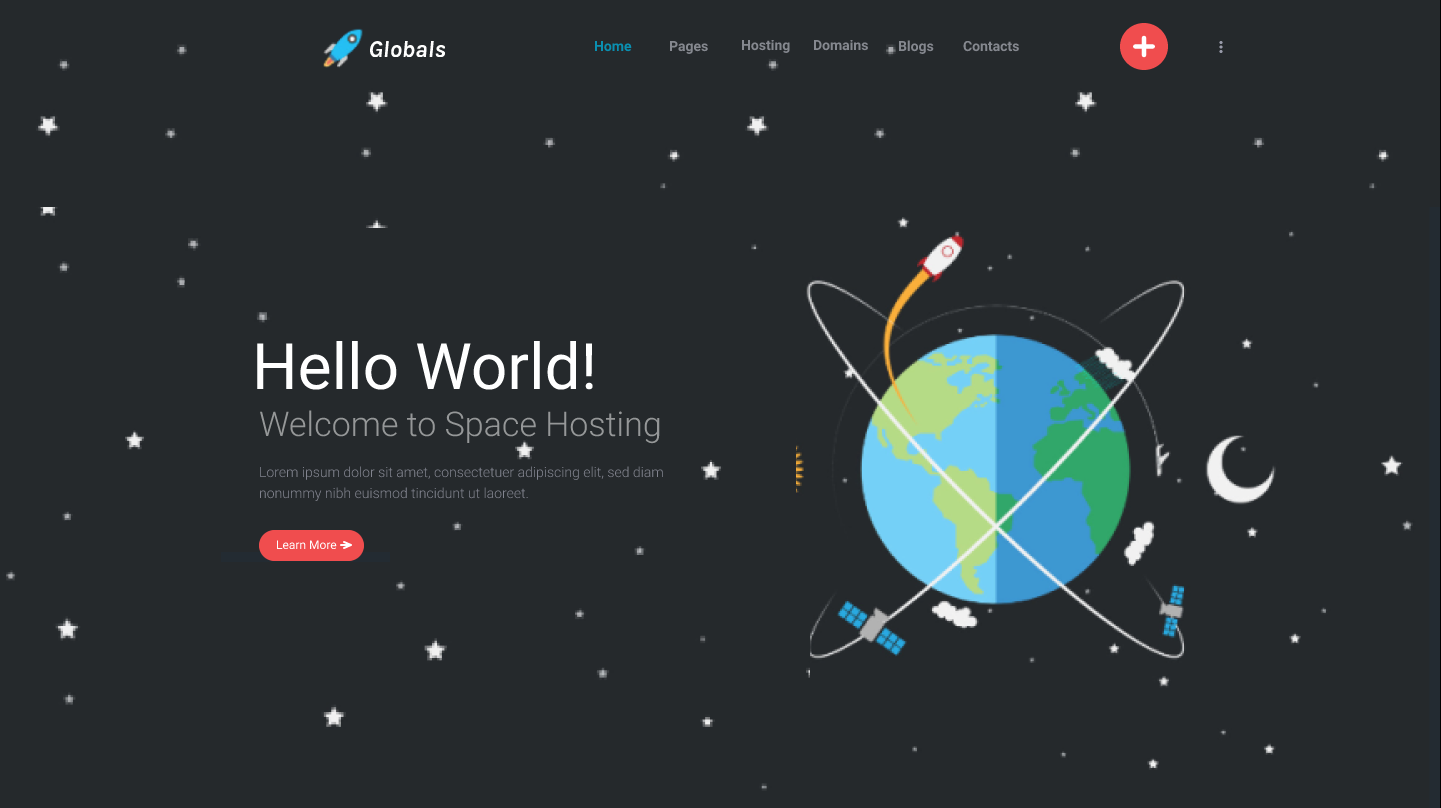 Globals
Home Pages Hosting Domains Blogs Contacts
Hello World!
Welcome to Space Hosting
Lorem ipsum dolor sit amet, consectetuer adipiscing elit, sed diam
nonummy nibh euismod tincidunt ut laoreet.
Learn More